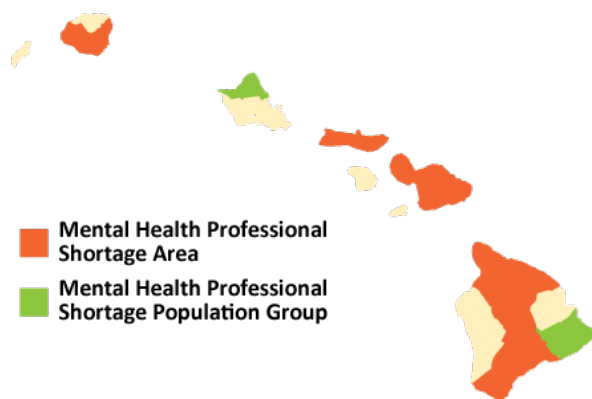 Mental Health Professional
Shortage Area
Mental Health Professional
Shortage Population Group